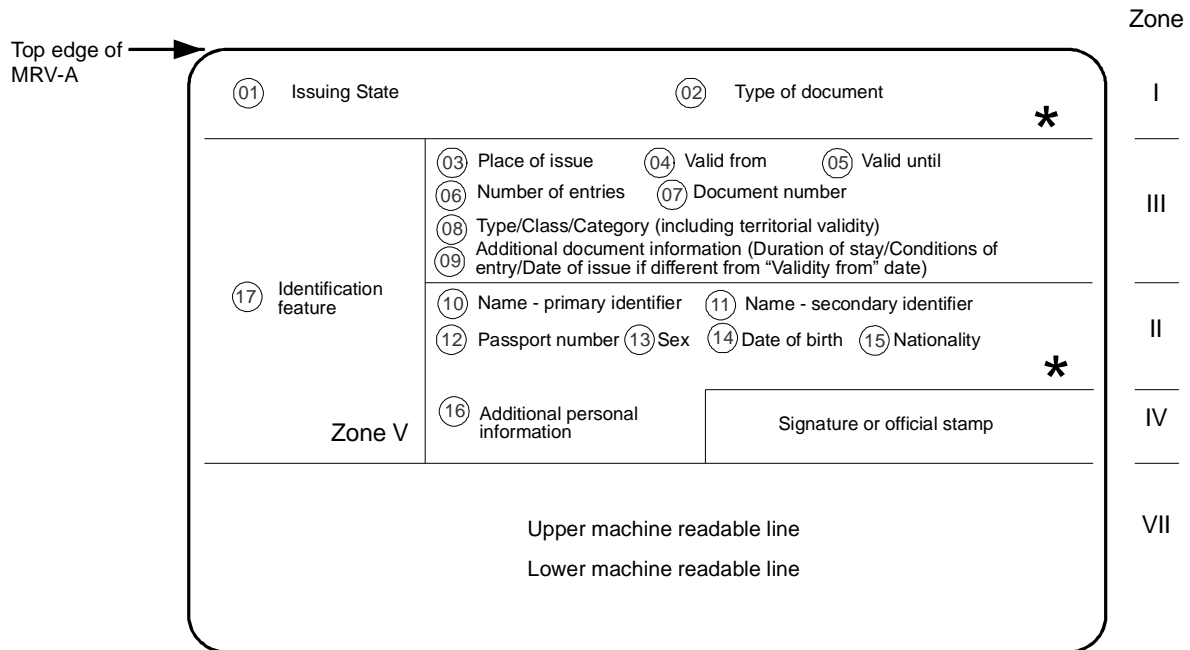 Zone
Top edge of
MRV-A
01 Issuing State 02 Type of document I
*
03 Place of issue 04 Valid from 05 Valid until
06 Number of entries 07 Document number
III
08 Type/Class/Category (including territorial validity)
09 Additional document information (Duration of stay/Conditions of
entry/Date of issue if different from “Validity from” date)
17 Identification
feature
10 Name - primary identifier 11 Name - secondary identifier
II
12 Passport number 13 Sex 14 Date of birth 15 Nationality
*
16 Additional personal
information
Signature or official stamp
IV
Zone V
Upper machine readable line
VII
Lower machine readable line